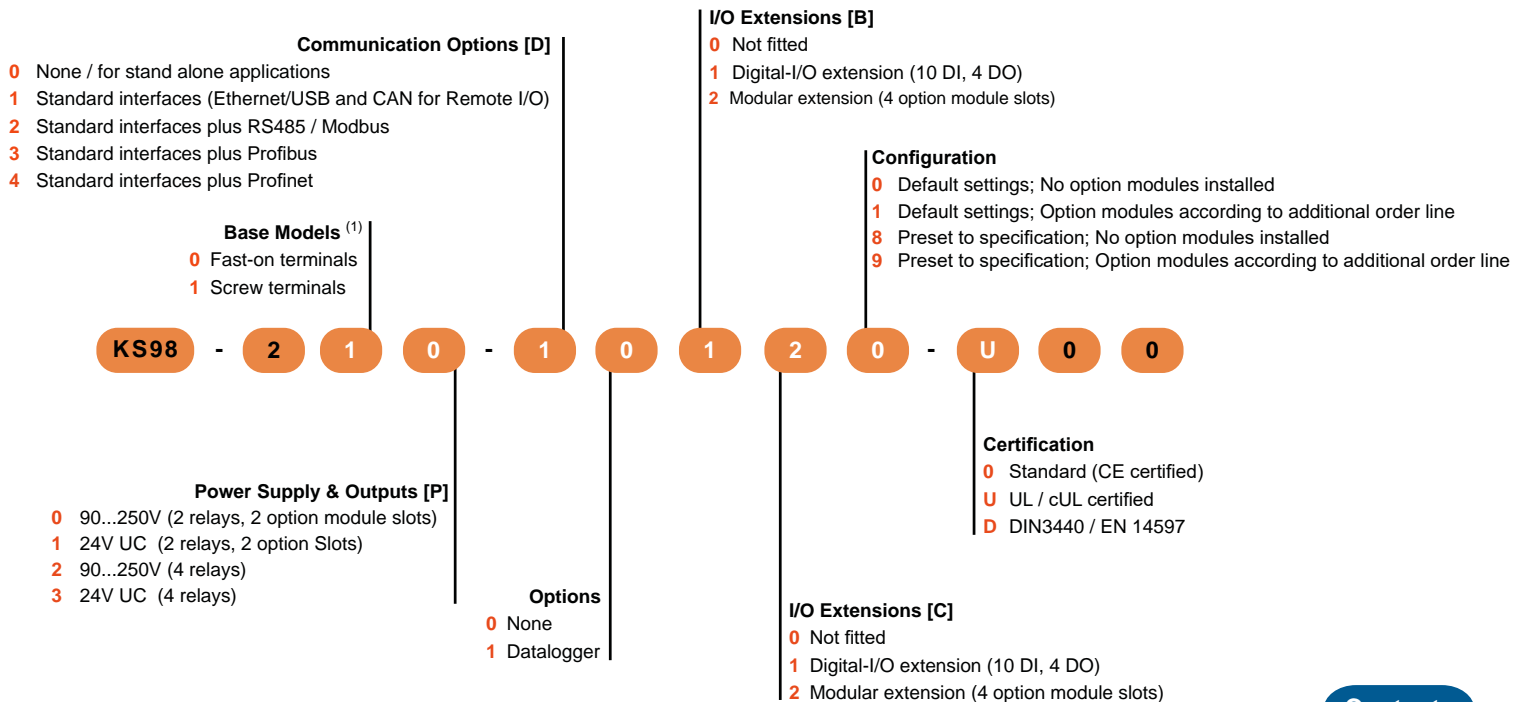 Communication Options [D]
0 None / for stand alone applications
1 Standard interfaces (Ethernet/USB and CAN for Remote I/O)
2 Standard interfaces plus RS485 / Modbus
3 Standard interfaces plus Profibus
4 Standard interfaces plus Profinet
I/O Extensions [B]
0 Not fitted
1 Digital-I/O extension (10 DI, 4 DO)
2 Modular extension (4 option module slots)
Base Models (1)
0 Fast-on terminals
1 Screw terminals
Configuration
0 Default settings; No option modules installed
1 Default settings; Option modules according to additional order line
8 Preset to specification; No option modules installed
9 Preset to specification; Option modules according to additional order line
KS98 - 2 1 0 - 1 0 1 2 0 - U 0 0
Power Supply & Outputs [P]
0 90...250V (2 relays, 2 option module slots)
1 24V UC (2 relays, 2 option Slots)
2 90...250V (4 relays)
3 24V UC (4 relays)
Options
0 None
1 Datalogger
I/O Extensions [C]
0 Not fitted
1 Digital-I/O extension (10 DI, 4 DO)
2 Modular extension (4 option module slots)
Certification
0 Standard (CE certified)
U UL / cUL certified
D DIN3440 / EN 14597